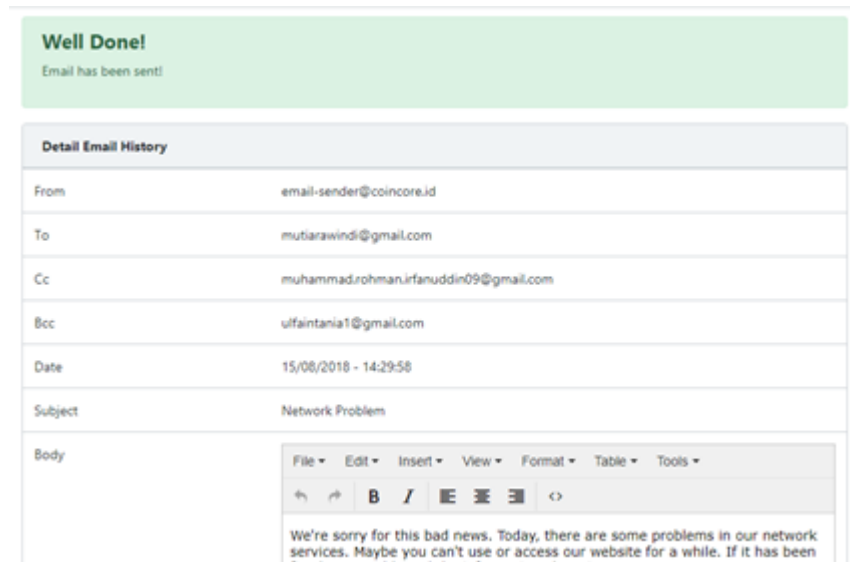 Well Done!
Email has been sent!
Detail Email History
From email-sender@coincore.id
To mutiarawindi@gmail.com
Cc muhammad.rohman.irfanuddin09@gmail.com
Bcc ulfaintania1@gmail.com
Date 15/08/2018 - 14:29:58
Subject Network Problem
Body
File Edit Insert View Format Table Tools
B I
We're sorry for this bad news. Today, there are some problems in our network
services. Maybe you can't use or access our website for a while. If it has been